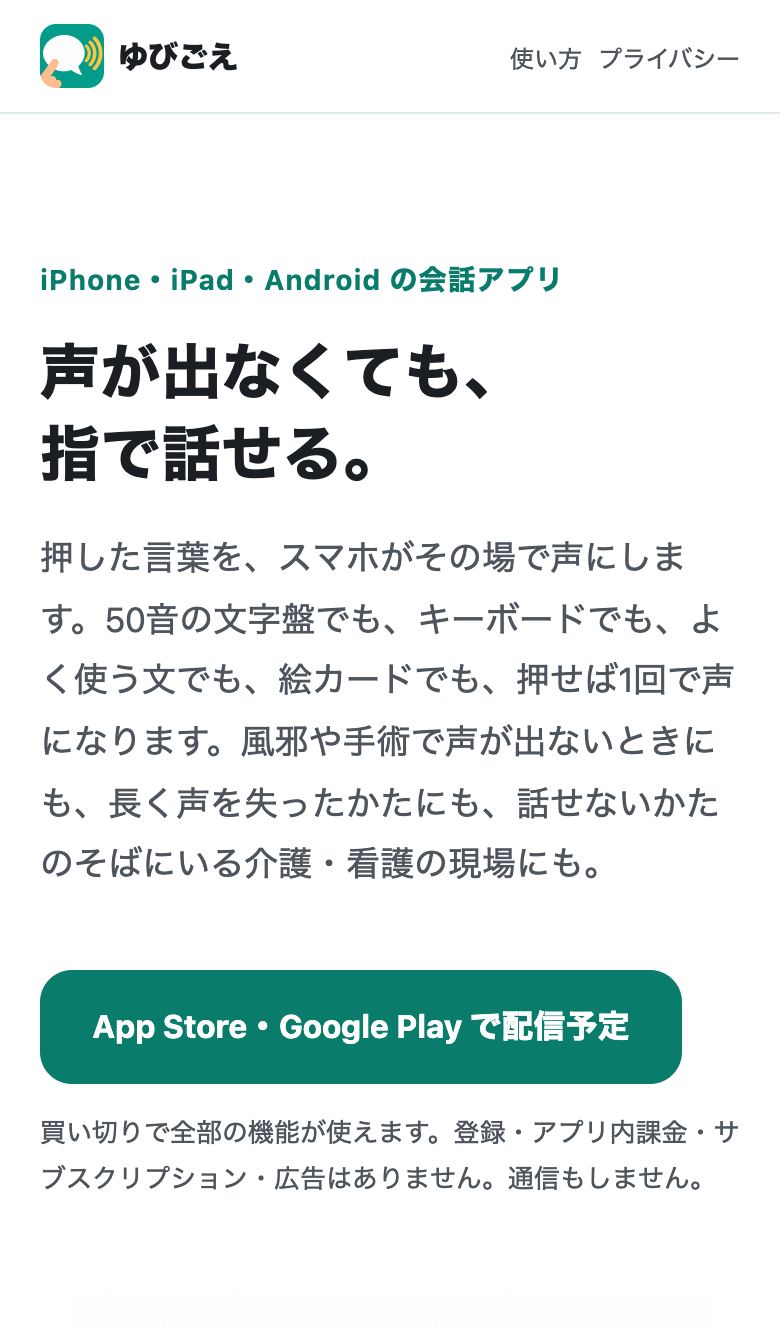 ゆびごえ
使い方 プライバシー
iPhone・iPad・Android の会話アプリ
声が出なくても、
指で話せる。
押した言葉を、スマホがその場で声にしま
す。50音の文字盤でも、キーボードでも、よ
く使う文でも、絵カードでも、押せば1回で声
になります。風邪や手術で声が出ないときに
も、長く声を失ったかたにも、話せないかた
のそばにいる介護・看護の現場にも。
App Store・Google Play で配信予定
買い切りで全部の機能が使えます。登録・アプリ内課金・サ
ブスクリプション・広告はありません。通信もしません。